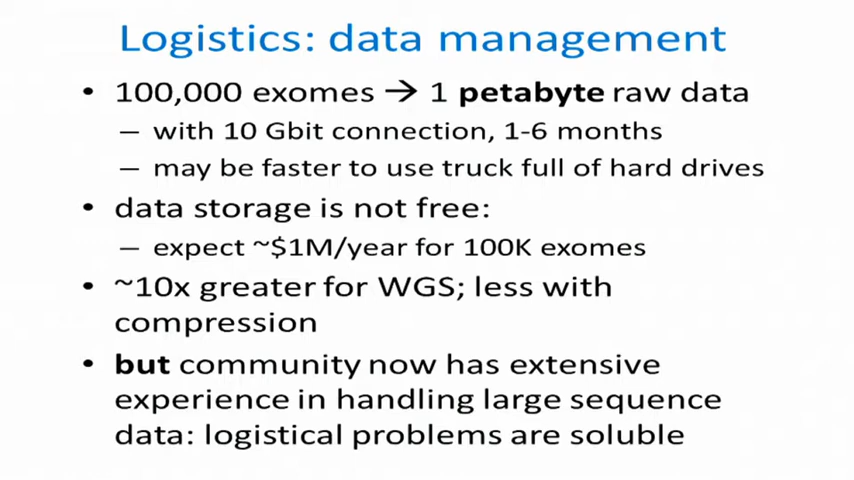 Logistics: data management
• 100,000 exomes → 1 petabyte raw data
– with 10 Gbit connection, 1-6 months
– may be faster to use truck full of hard drives
• data storage is not free:
– expect ~$1M/year for 100K exomes
• ~10x greater for WGS; less with
compression
• but community now has extensive
experience in handling large sequence
data: logistical problems are soluble